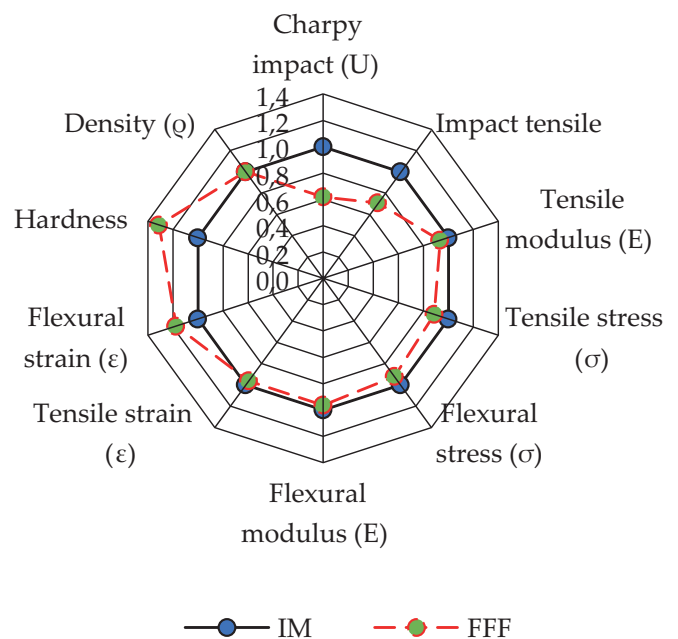 Charpy
impact (U)
Impact tensile
Tensile
modulus (E)
Tensile stress
(σ)
Flexural
stress (σ)
Flexural
modulus (E)
Tensile strain
(ε)
Flexural
strain (ε)
Hardness
Density (ϱ)
1,4
1,2
1,0
0,8
0,6
0,4
0,2
0,0
IM
FFF